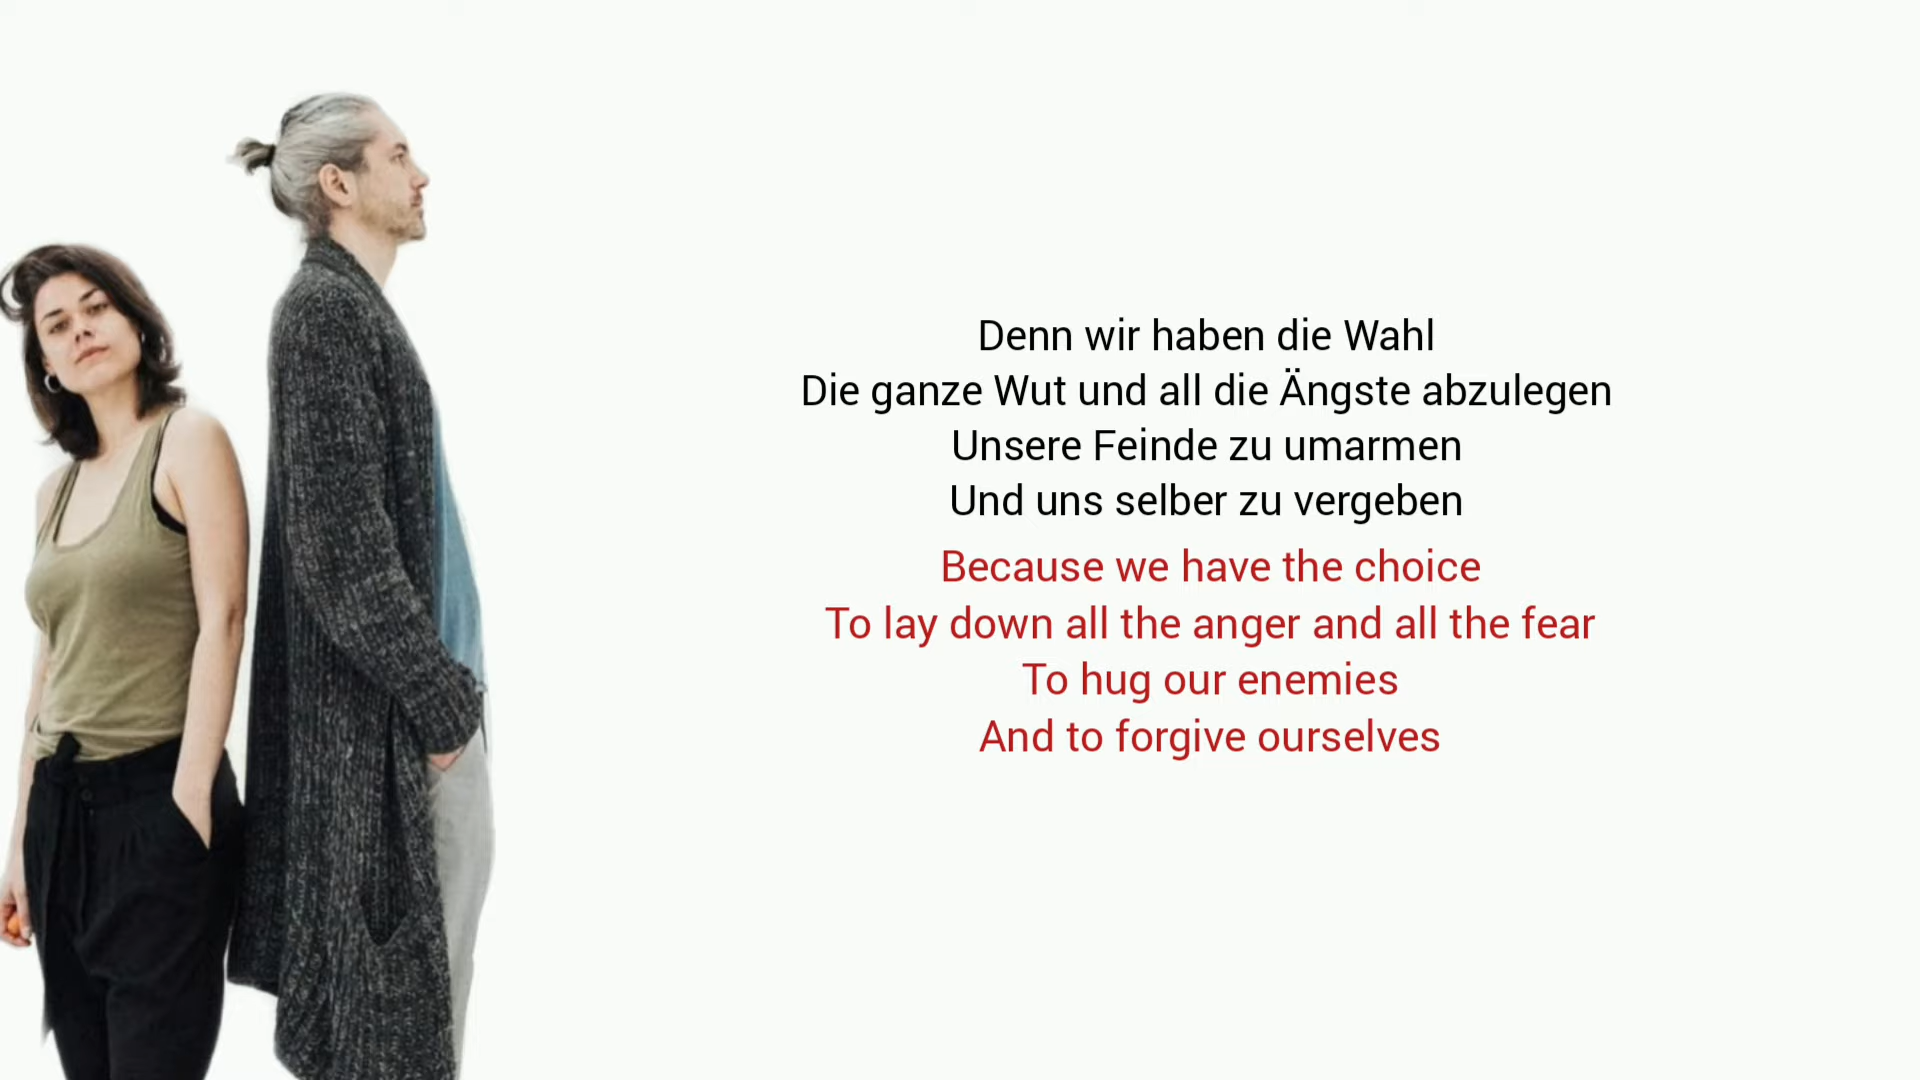 Denn wir haben die Wahl
Die ganze Wut und all die Ängste abzulegen
Unsere Feinde zu umarmen
Und uns selber zu vergeben
Because we have the choice
To lay down all the anger and all the fear
To hug our enemies
And to forgive ourselves